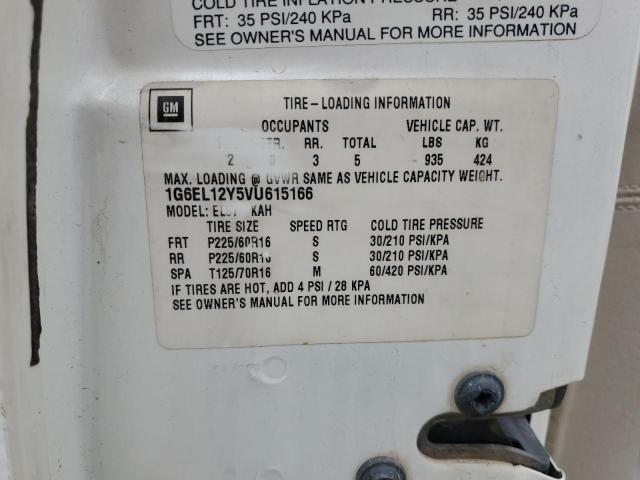 COLD TIRE INFLATION PRESSURE
FRT: 35 PSI/240 KPa RR: 35 PSI/240 KPa
SEE OWNER'S MANUAL FOR MORE INFORMATION
GM
TIRE-LOADING INFORMATION
OCCUPANTS VEHICLE CAP. WT.
RR. TOTAL LBS KG
2 0 3 5 935 424
MAX. LOADING @ GVWR SAME AS VEHICLE CAPACITY WEIGHT.
1G6EL12Y5VU615166
MODEL: KAH
TIRE SIZE SPEED RTG COLD TIRE PRESSURE
FRT P225/60R16 S 30/210 PSI/KPA
RR P225/60R16 S 30/210 PSI/KPA
SPA T125/70R16 M 60/420 PSI/KPA
IF TIRES ARE HOT, ADD 4 PSI / 28 KPA
SEE OWNER'S MANUAL FOR MORE INFORMATION